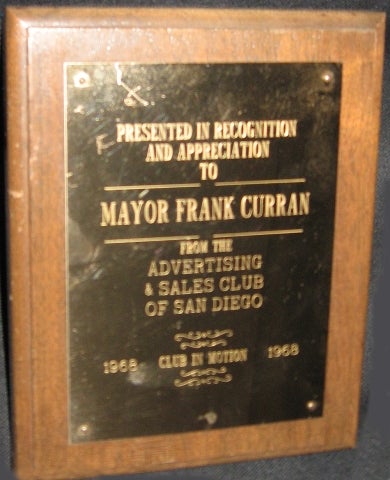 PRESENTED IN RECOGNITION
AND APPRECIATION
TO
MAYOR FRANK CURRAN
FROM THE
ADVERTISING
& SALES CLUB
OF SAN DIEGO
1968 CLUB IN MOTION 1968